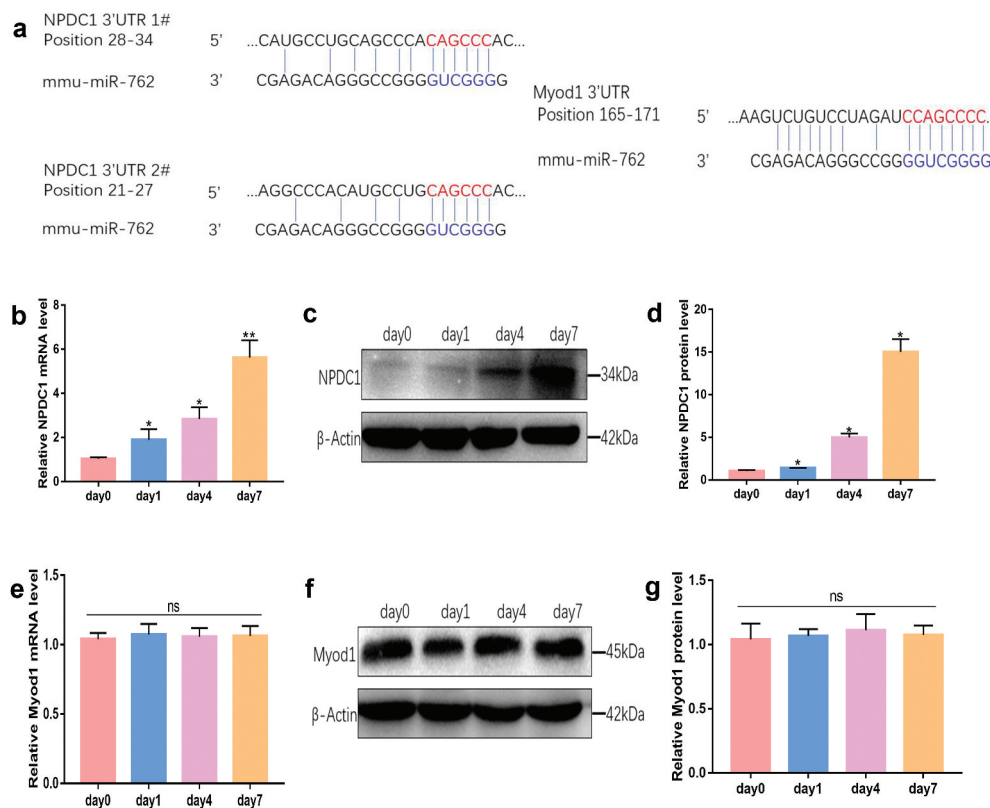 a
NPDC1 3'UTR 1#
Position 28-34 5' ...CAUGCCUGCAGCCCACAGCCCAC...
mmu-miR-762 3' CGAGACAGGGCCGGGGUCGGGG
NPDC1 3'UTR 2#
Position 21-27 5' ...AGGCCCACAUGCCUGCAGCCCAC...
mmu-miR-762 3' CGAGACAGGGCCGGGGUCGGGG
Myod1 3'UTR
Position 165-171 5' ...AAGUCUGUCCUAGAUCCAGCCCC...
mmu-miR-762 3' CGAGACAGGGCCGGGGUCGGGG
b
Relative NPDC1 mRNA level
8
6
4
2
0
* * **
day0 day1 day4 day7
c
day0 day1 day4 day7
NPDC1 34kDa
β-Actin 42kDa
d
Relative NPDC1 protein level
20
15
10
5
0
* * *
day0 day1 day4 day7
e
Relative Myod1 mRNA level
1.5
1.0
0.5
0.0
ns
day0 day1 day4 day7
f
day0 day1 day4 day7
Myod1 45kDa
β-Actin 42kDa
g
Relative Myod1 protein level
1.5
1.0
0.5
0.0
ns
day0 day1 day4 day7